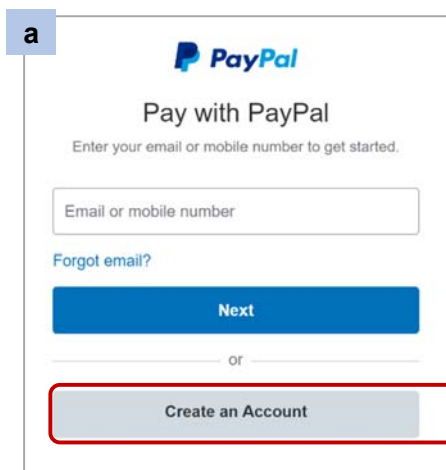 a
PayPal
Pay with PayPal
Enter your email or mobile number to get started.
Email or mobile number
Forgot email?
Next
or
Create an Account